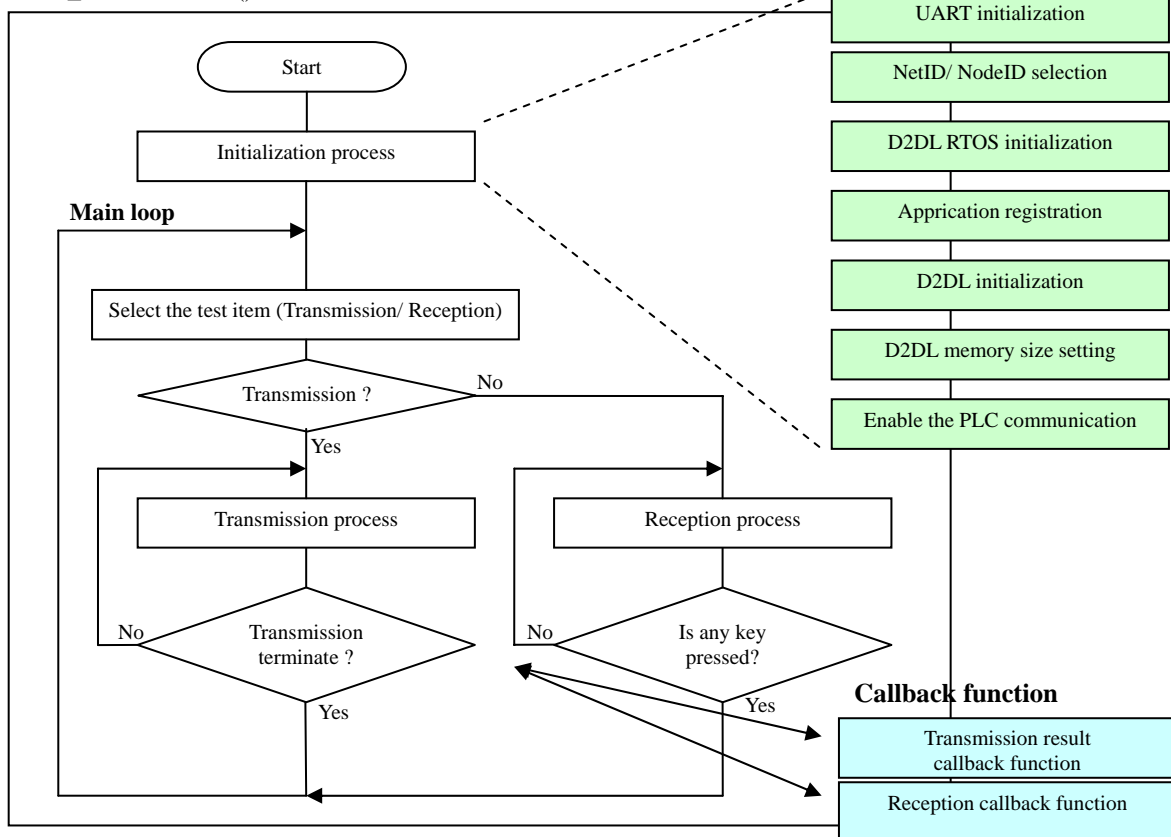 UART initialization
Start
NetID/ NodeID selection
Initialization process
D2DL RTOS initialization
Main loop
Apprication registration
D2DL initialization
Select the test item (Transmission/ Reception)
D2DL memory size setting
Transmission ?
No
Enable the PLC communication
Yes
Transmission process
Reception process
No
Transmission
terminate ?
No
Is any key
pressed?
Yes
Yes
Callback function
Transmission result
callback function
Reception callback function